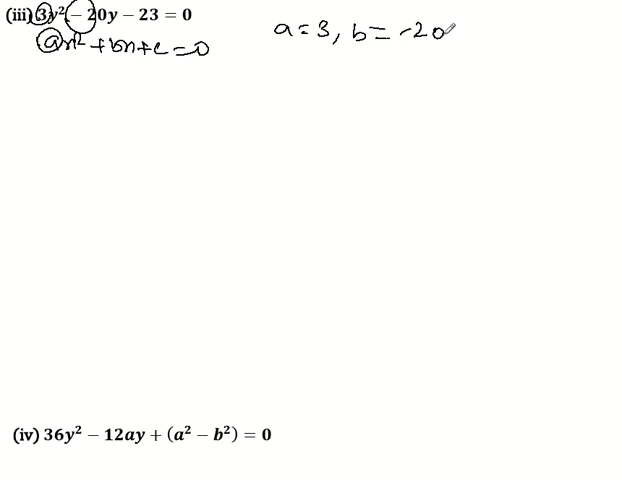 (iii) 3y² − 20y − 23 = 0
a = 3, b = -20
ax² + bx + c = 0
(iv) 36y² − 12ay + (a² − b²) = 0